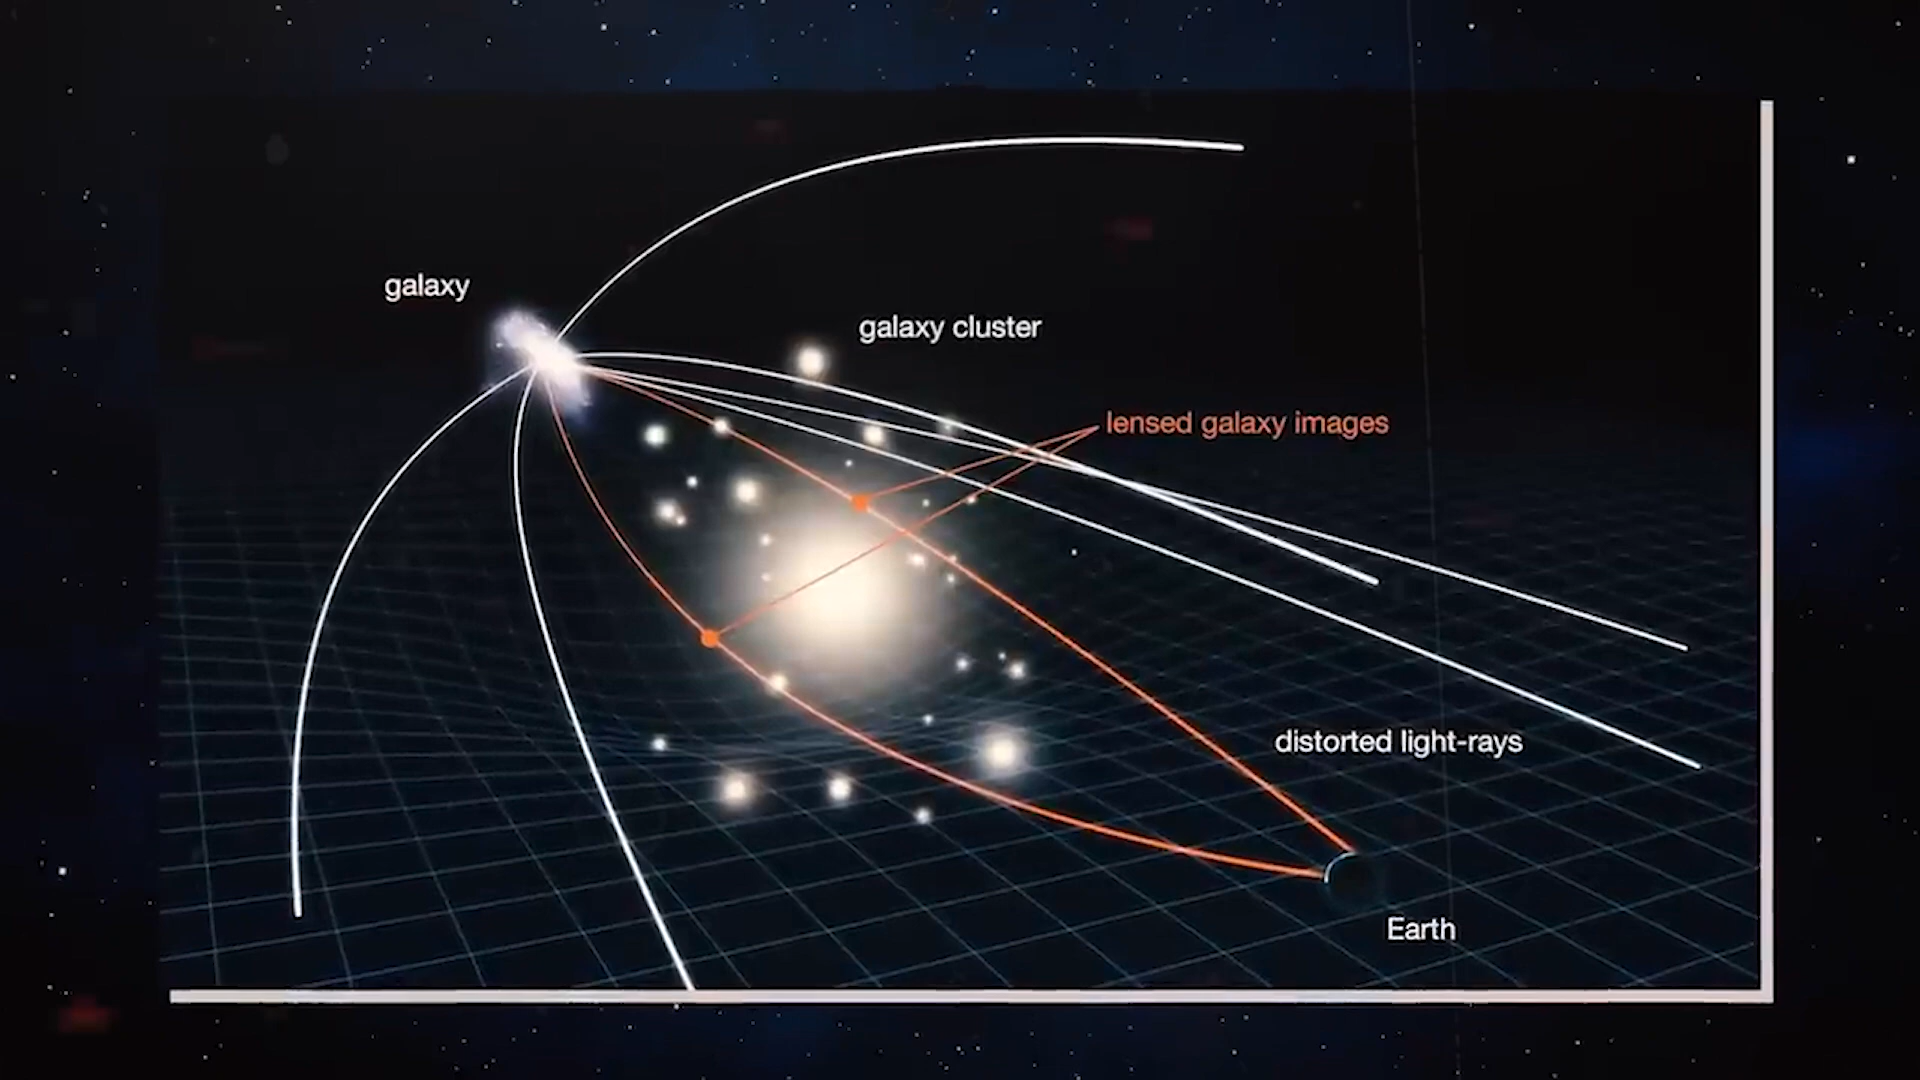 galaxy
galaxy cluster
lensed galaxy images
distorted light-rays
Earth